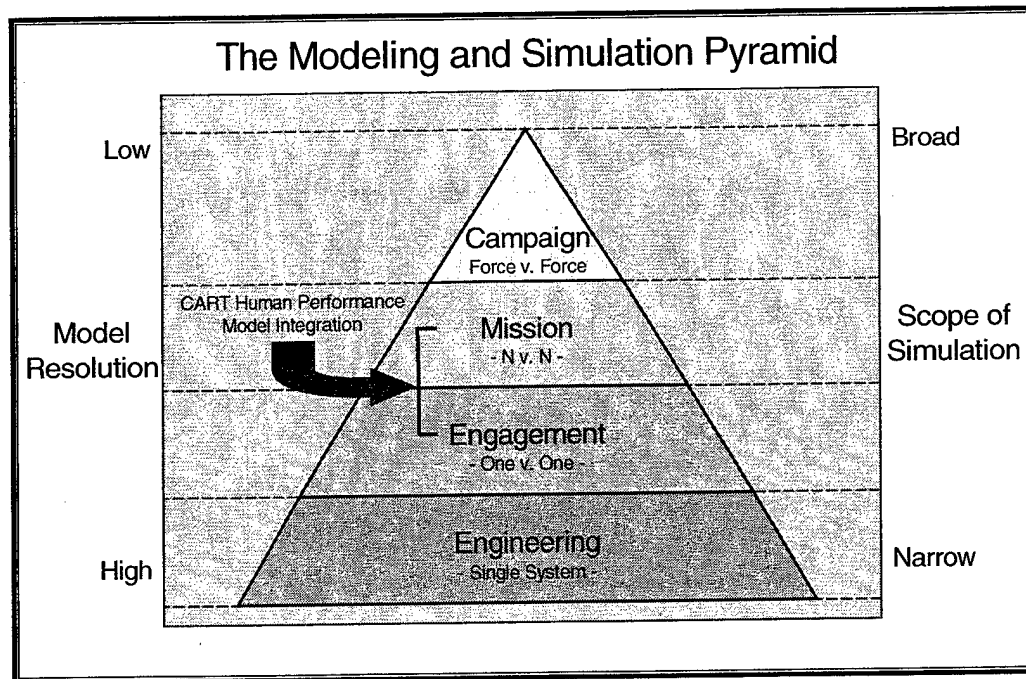 The Modeling and Simulation Pyramid
Low
Broad
Campaign
Force v. Force
CART Human Performance
Model Integration
Model
Resolution
Mission
- N v. N -
Scope of
Simulation
Engagement
- One v. One -
Engineering
- Single System -
High
Narrow